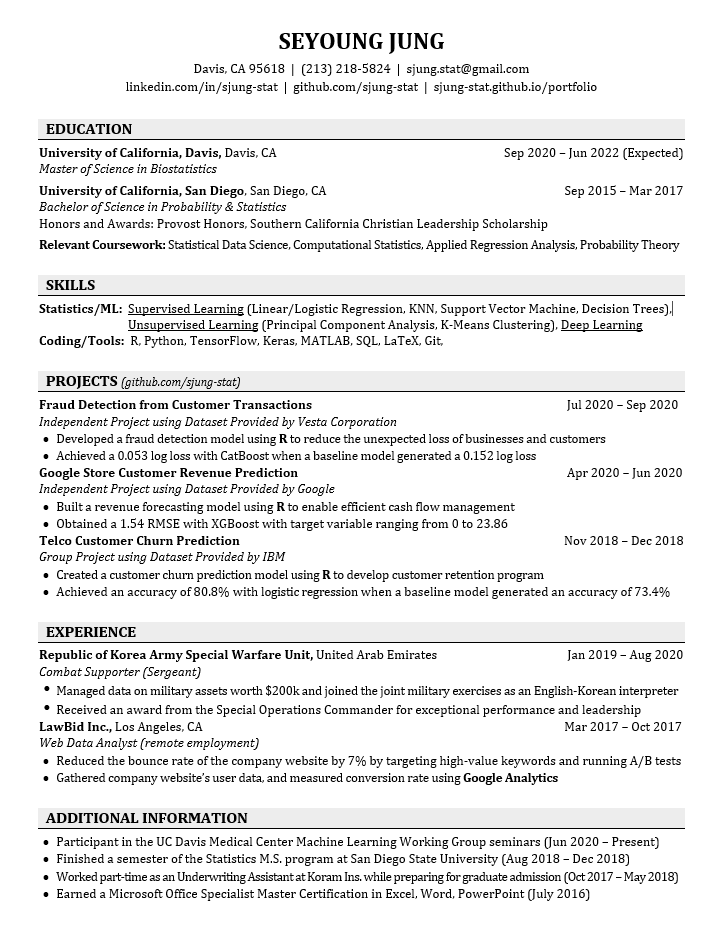 SEYOUNG JUNG
Davis, CA 95618 | (213) 218-5824 | sjung.stat@gmail.com
linkedin.com/in/sjung-stat | github.com/sjung-stat | sjung-stat.github.io/portfolio
EDUCATION
University of California, Davis, Davis, CA Sep 2020 – Jun 2022 (Expected)
Master of Science in Biostatistics
University of California, San Diego, San Diego, CA Sep 2015 – Mar 2017
Bachelor of Science in Probability & Statistics
Honors and Awards: Provost Honors, Southern California Christian Leadership Scholarship
Relevant Coursework: Statistical Data Science, Computational Statistics, Applied Regression Analysis, Probability Theory
SKILLS
Statistics/ML: Supervised Learning (Linear/Logistic Regression, KNN, Support Vector Machine, Decision Trees),
Unsupervised Learning (Principal Component Analysis, K-Means Clustering), Deep Learning
Coding/Tools: R, Python, TensorFlow, Keras, MATLAB, SQL, LaTeX, Git,
PROJECTS (github.com/sjung-stat)
Fraud Detection from Customer Transactions Jul 2020 – Sep 2020
Independent Project using Dataset Provided by Vesta Corporation
• Developed a fraud detection model using R to reduce the unexpected loss of businesses and customers
• Achieved a 0.053 log loss with CatBoost when a baseline model generated a 0.152 log loss
Google Store Customer Revenue Prediction Apr 2020 – Jun 2020
Independent Project using Dataset Provided by Google
• Built a revenue forecasting model using R to enable efficient cash flow management
• Obtained a 1.54 RMSE with XGBoost with target variable ranging from 0 to 23.86
Telco Customer Churn Prediction Nov 2018 – Dec 2018
Group Project using Dataset Provided by IBM
• Created a customer churn prediction model using R to develop customer retention program
• Achieved an accuracy of 80.8% with logistic regression when a baseline model generated an accuracy of 73.4%
EXPERIENCE
Republic of Korea Army Special Warfare Unit, United Arab Emirates Jan 2019 – Aug 2020
Combat Supporter (Sergeant)
• Managed data on military assets worth $200k and joined the joint military exercises as an English-Korean interpreter
• Received an award from the Special Operations Commander for exceptional performance and leadership
LawBid Inc., Los Angeles, CA Mar 2017 – Oct 2017
Web Data Analyst (remote employment)
• Reduced the bounce rate of the company website by 7% by targeting high-value keywords and running A/B tests
• Gathered company website's user data, and measured conversion rate using Google Analytics
ADDITIONAL INFORMATION
• Participant in the UC Davis Medical Center Machine Learning Working Group seminars (Jun 2020 – Present)
• Finished a semester of the Statistics M.S. program at San Diego State University (Aug 2018 – Dec 2018)
• Worked part-time as an Underwriting Assistant at Koram Ins. while preparing for graduate admission (Oct 2017 – May 2018)
• Earned a Microsoft Office Specialist Master Certification in Excel, Word, PowerPoint (July 2016)